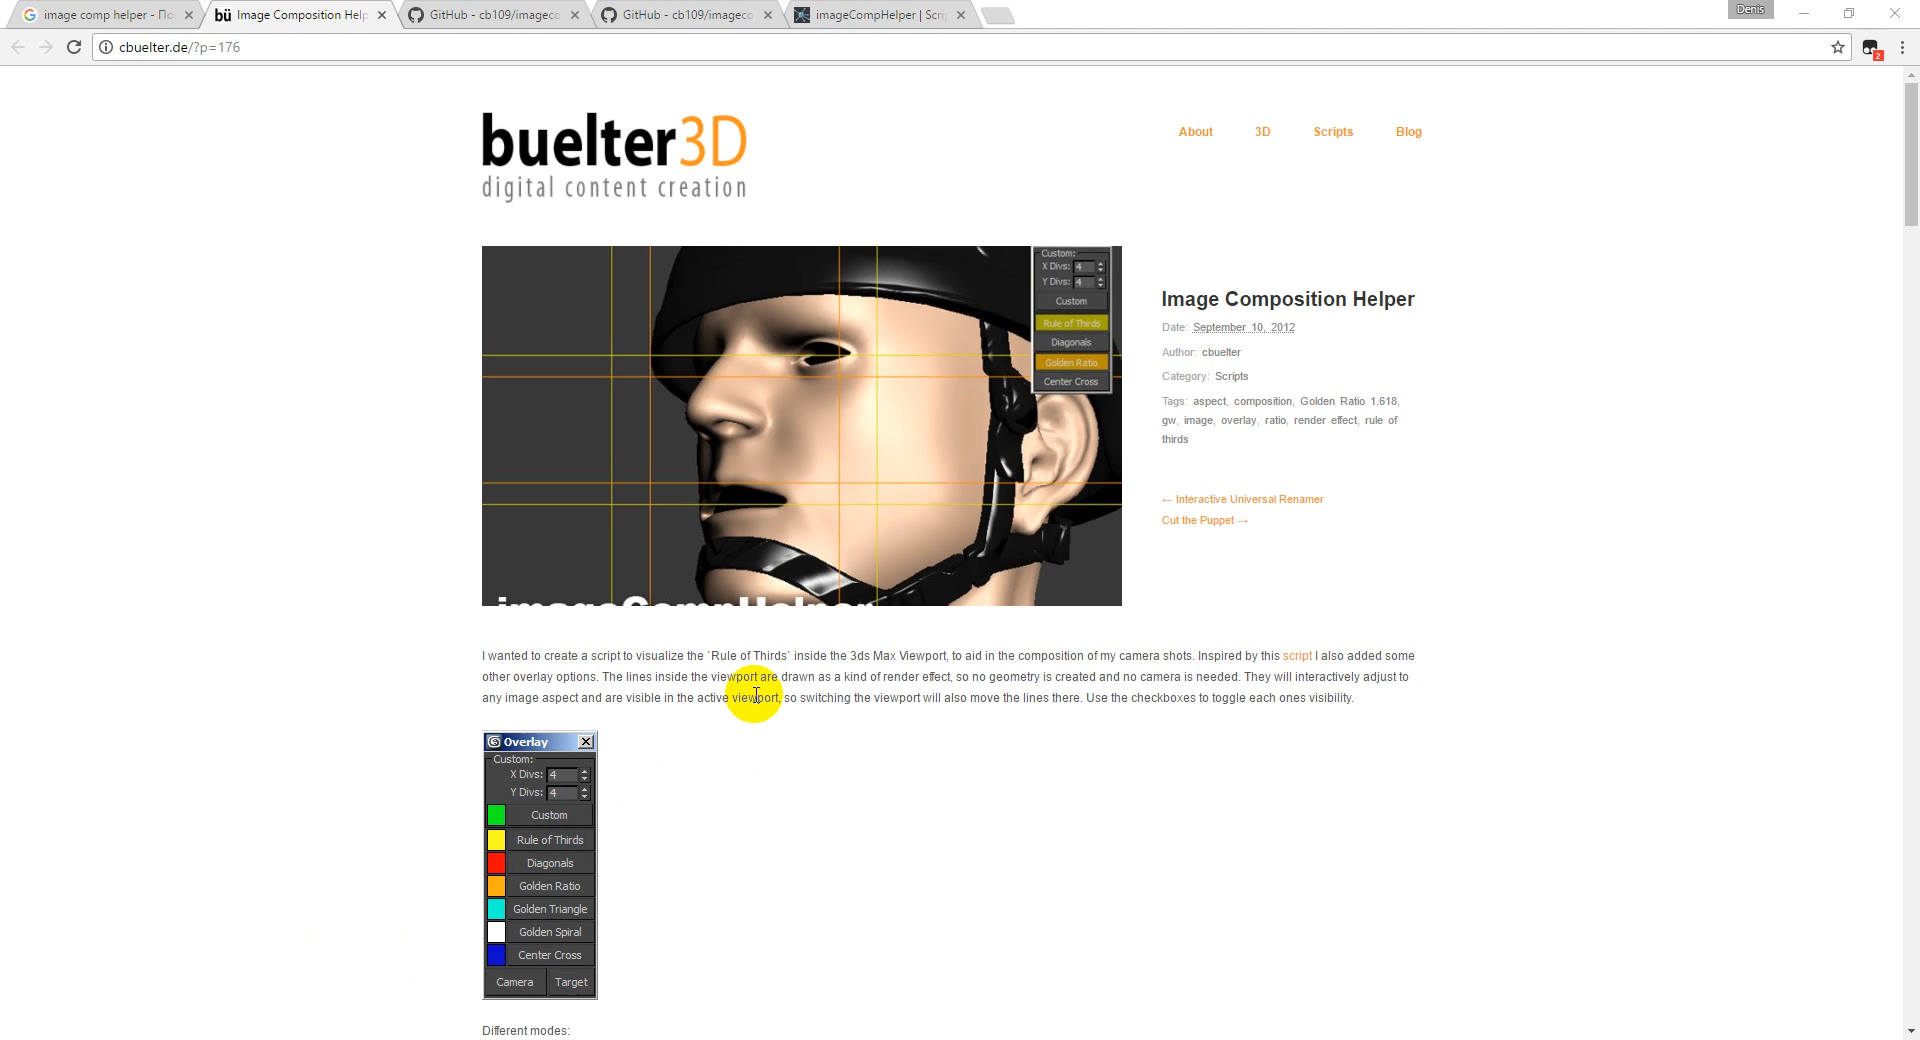 image comp helper - По
bü Image Composition Help
GitHub - cb109/imageco
GitHub - cb109/imageco
imageCompHelper | Scri
Denis
cbuelter.de/?p=176
2
buelter3D
digital content creation
About
3D
Scripts
Blog
Custom:
X Divs: 4
Y Divs: 4
Custom
Rule of Thirds
Diagonals
Golden Ratio
Center Cross
imageCompHelper
Image Composition Helper
Date: September 10, 2012
Author: cbuelter
Category: Scripts
Tags: aspect, composition, Golden Ratio 1.618,
gw, image, overlay, ratio, render effect, rule of
thirds
← Interactive Universal Renamer
Cut the Puppet →
I wanted to create a script to visualize the `Rule of Thirds` inside the 3ds Max Viewport, to aid in the composition of my camera shots. Inspired by this script I also added some
other overlay options. The lines inside the viewport are drawn as a kind of render effect, so no geometry is created and no camera is needed. They will interactively adjust to
any image aspect and are visible in the active viewport, so switching the viewport will also move the lines there. Use the checkboxes to toggle each ones visibility.
Overlay
Custom:
X Divs: 4
Y Divs: 4
Custom
Rule of Thirds
Diagonals
Golden Ratio
Golden Triangle
Golden Spiral
Center Cross
Camera
Target
Different modes: